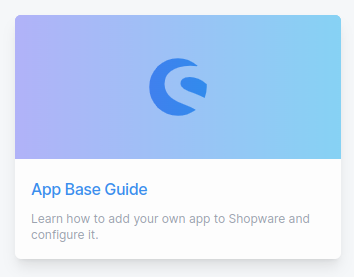 App Base Guide
Learn how to add your own app to Shopware and
configure it.